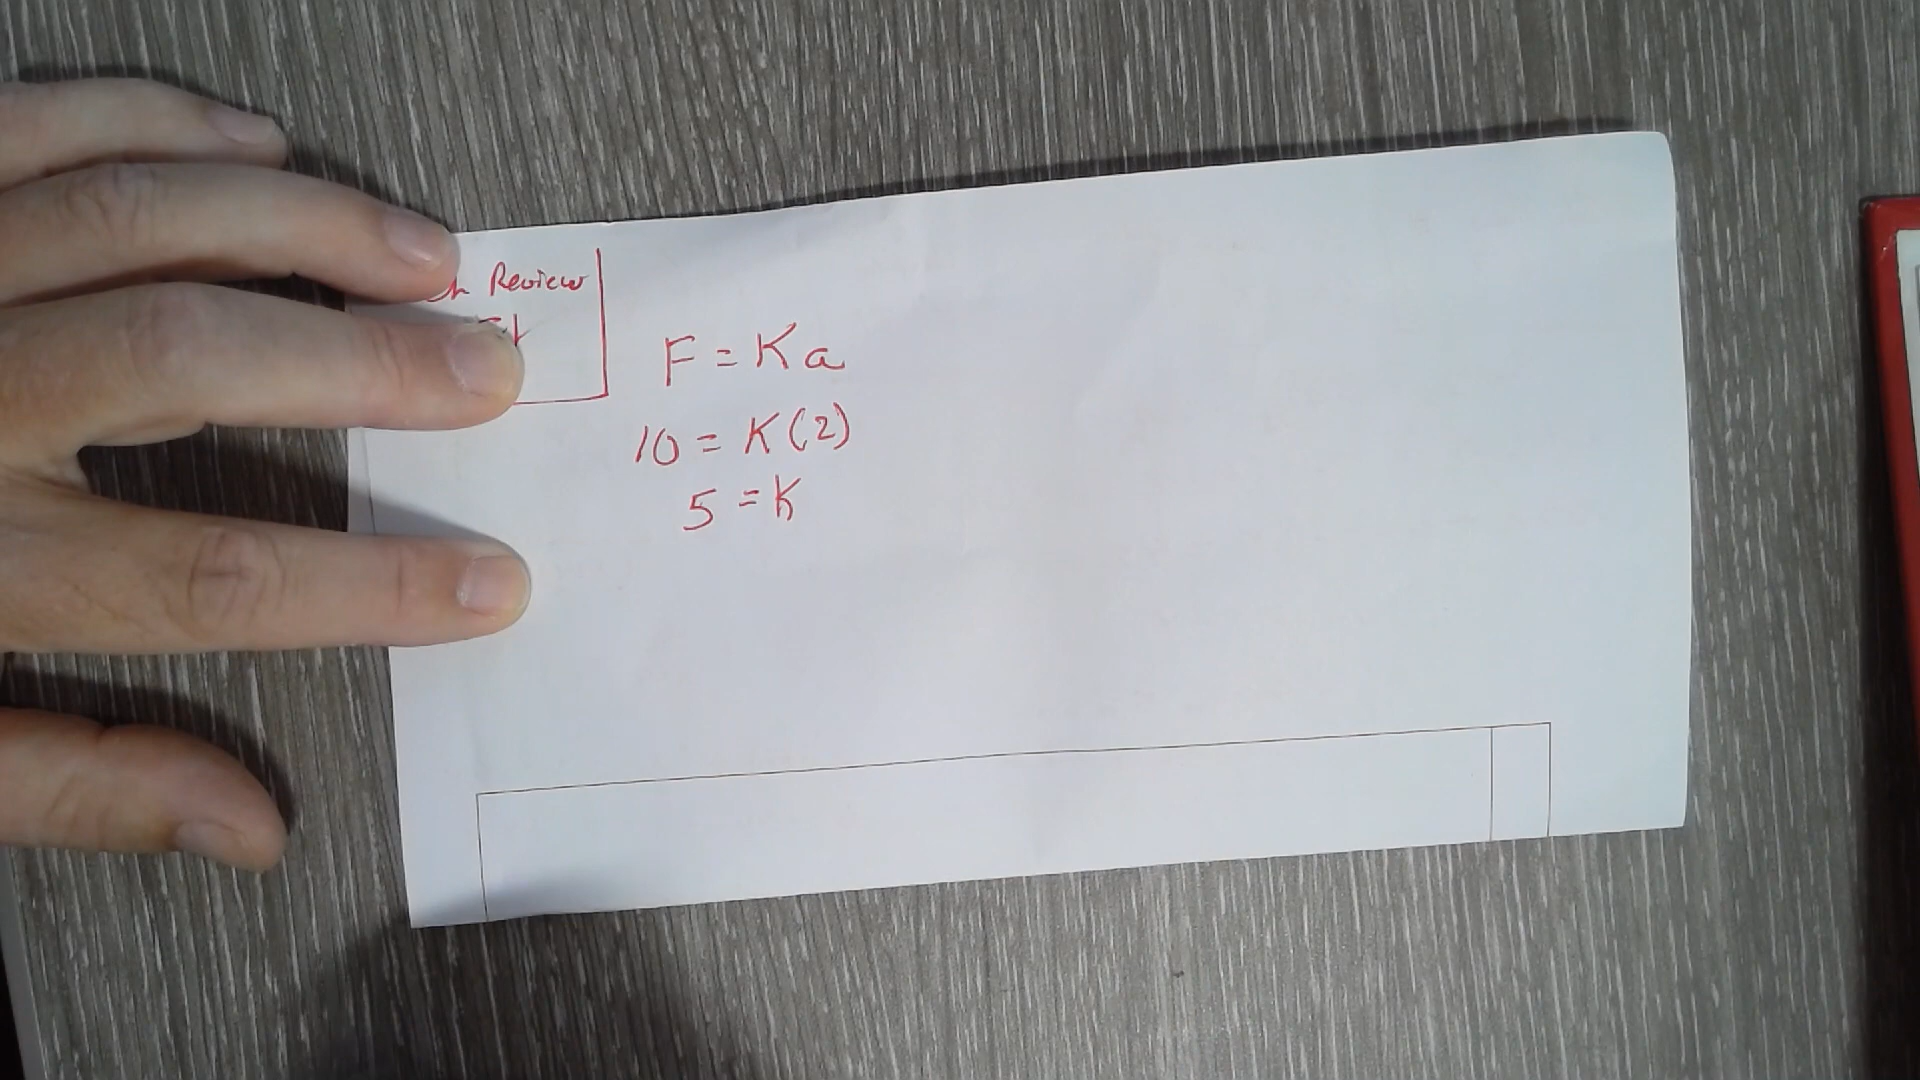 Review
F = Ka
10 = K(2)
5 = K